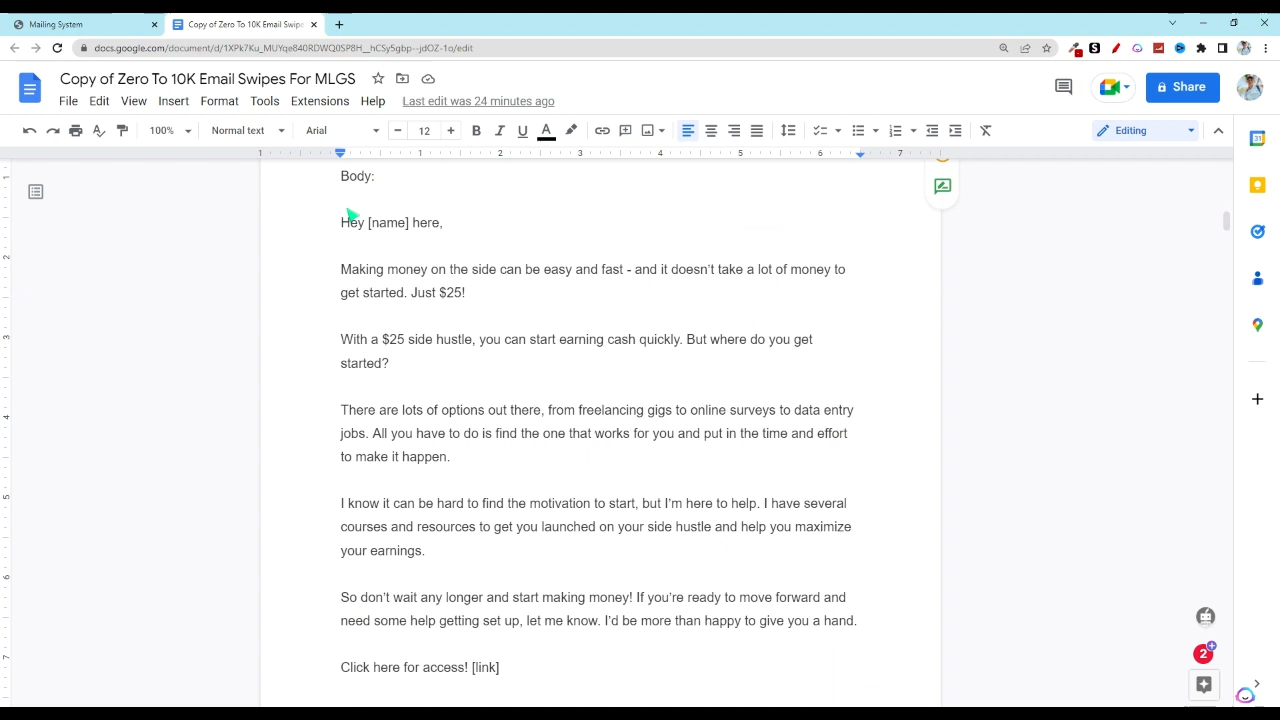 Mailing System
Copy of Zero To 10K Email Swipe
docs.google.com/document/d/1XPk7Ku_MUYqe840RDWQ0SP8H__hCSy5gbp--jdOZ-1o/edit
Copy of Zero To 10K Email Swipes For MLGS
File Edit View Insert Format Tools Extensions Help Last edit was 24 minutes ago
Share
100% Normal text Arial 12 Editing
1 1 2 3 4 5 6 7
Body:
Hey [name] here,
Making money on the side can be easy and fast - and it doesn't take a lot of money to
get started. Just $25!
With a $25 side hustle, you can start earning cash quickly. But where do you get
started?
There are lots of options out there, from freelancing gigs to online surveys to data entry
jobs. All you have to do is find the one that works for you and put in the time and effort
to make it happen.
I know it can be hard to find the motivation to start, but I'm here to help. I have several
courses and resources to get you launched on your side hustle and help you maximize
your earnings.
So don't wait any longer and start making money! If you're ready to move forward and
need some help getting set up, let me know. I'd be more than happy to give you a hand.
Click here for access! [link]
2